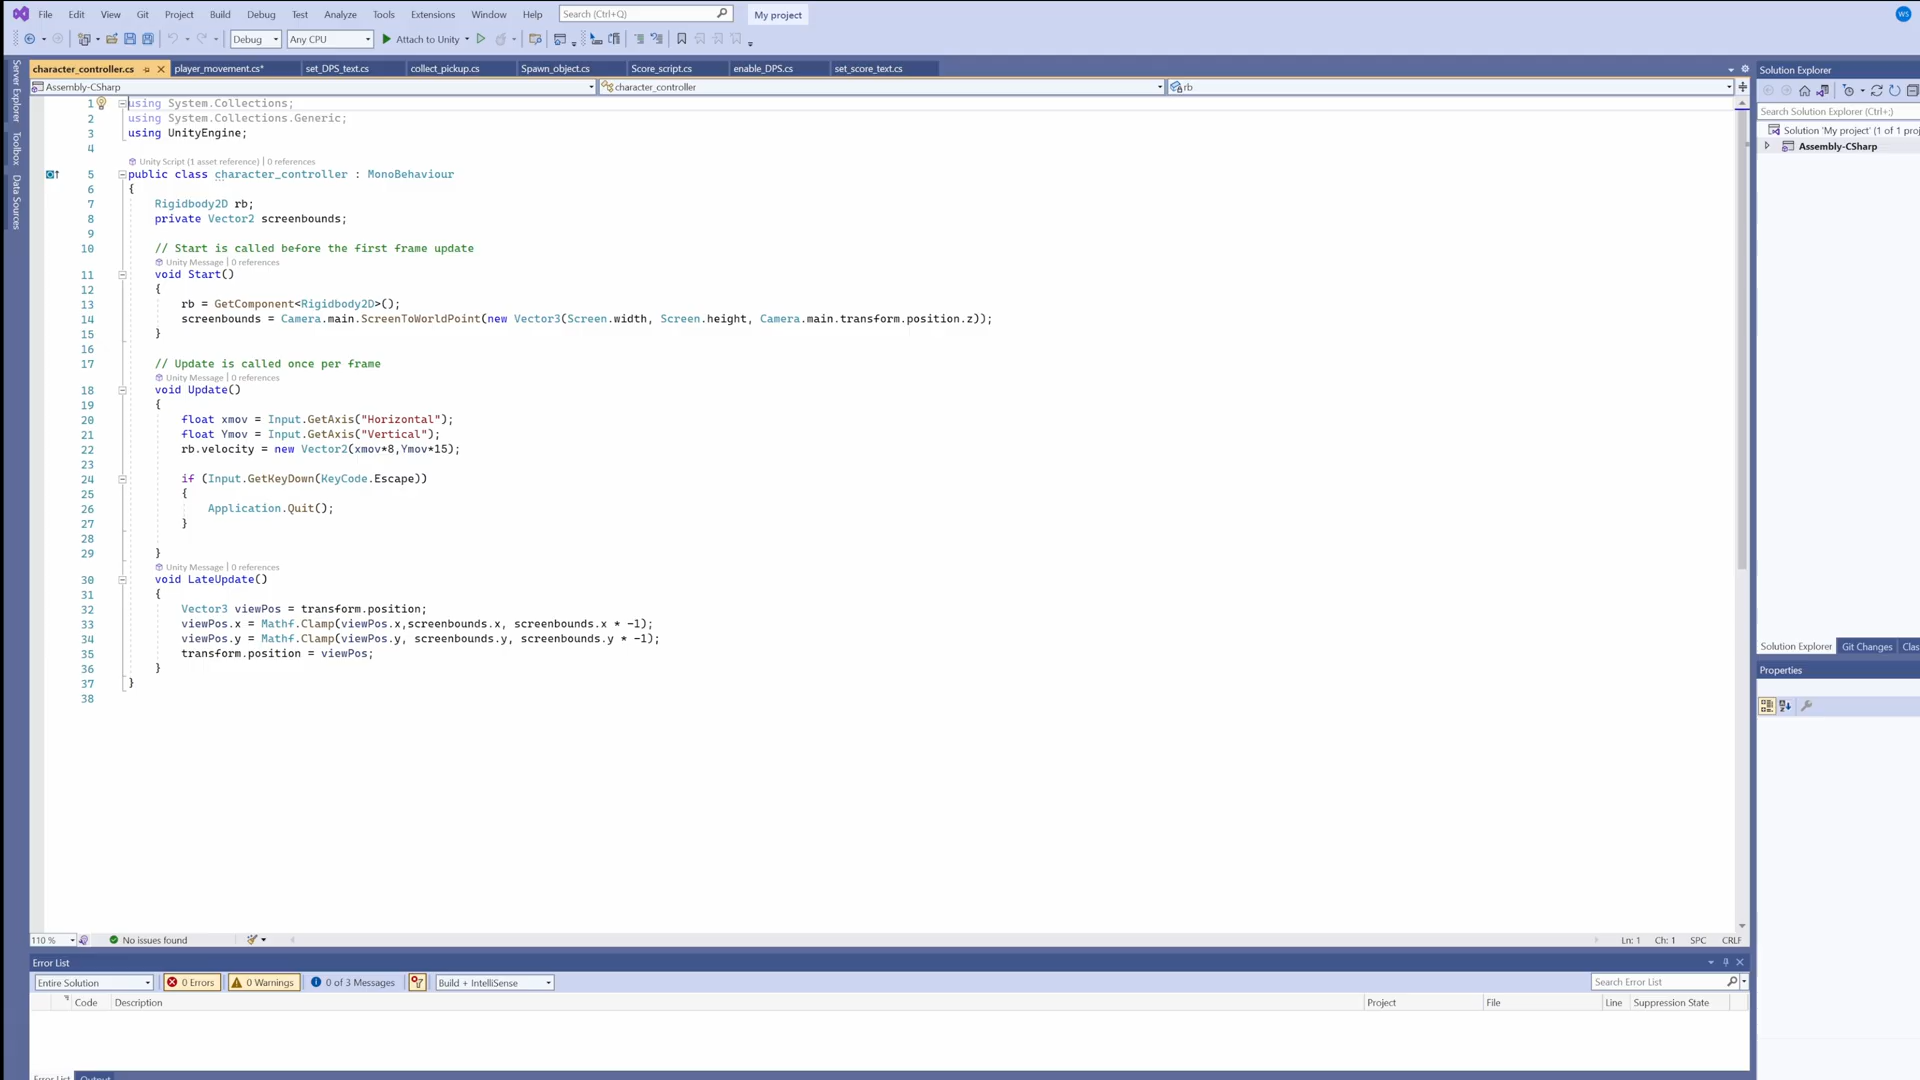 File Edit View Git Project Build Debug Test Analyze Tools Extensions Window Help Search (Ctrl+Q) My project WS
Debug Any CPU Attach to Unity
character_controller.cs player_movement.cs* set_DPS_text.cs collect_pickup.cs Spawn_object.cs Score_script.cs enable_DPS.cs set_score_text.cs
Assembly-CSharp character_controller rb
Server Explorer
Toolbox
Data Sources
1 using System.Collections;
2 using System.Collections.Generic;
3 using UnityEngine;
4
Unity Script (1 asset reference) | 0 references
5 public class character_controller : MonoBehaviour
6 {
7 Rigidbody2D rb;
8 private Vector2 screenbounds;
9
10 // Start is called before the first frame update
Unity Message | 0 references
11 void Start()
12 {
13 rb = GetComponent<Rigidbody2D>();
14 screenbounds = Camera.main.ScreenToWorldPoint(new Vector3(Screen.width, Screen.height, Camera.main.transform.position.z));
15 }
16
17 // Update is called once per frame
Unity Message | 0 references
18 void Update()
19 {
20 float xmov = Input.GetAxis("Horizontal");
21 float Ymov = Input.GetAxis("Vertical");
22 rb.velocity = new Vector2(xmov*8,Ymov*15);
23
24 if (Input.GetKeyDown(KeyCode.Escape))
25 {
26 Application.Quit();
27 }
28
29 }
Unity Message | 0 references
30 void LateUpdate()
31 {
32 Vector3 viewPos = transform.position;
33 viewPos.x = Mathf.Clamp(viewPos.x,screenbounds.x, screenbounds.x * -1);
34 viewPos.y = Mathf.Clamp(viewPos.y, screenbounds.y, screenbounds.y * -1);
35 transform.position = viewPos;
36 }
37 }
38
110 % No issues found Ln: 1 Ch: 1 SPC CRLF
Error List
Entire Solution 0 Errors 0 Warnings 0 of 3 Messages Build + IntelliSense Search Error List
Code Description Project File Line Suppression State
Error List Output
Solution Explorer
Search Solution Explorer (Ctrl+;)
Solution 'My project' (1 of 1 proj
Assembly-CSharp
Solution Explorer Git Changes Clas
Properties